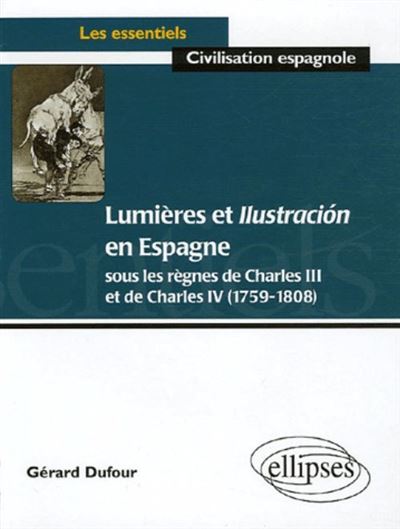 Les essentiels
Civilisation espagnole
Lumières et Ilustración
en Espagne
sous les règnes de Charles III
et de Charles IV (1759-1808)
Gérard Dufour
ellipses